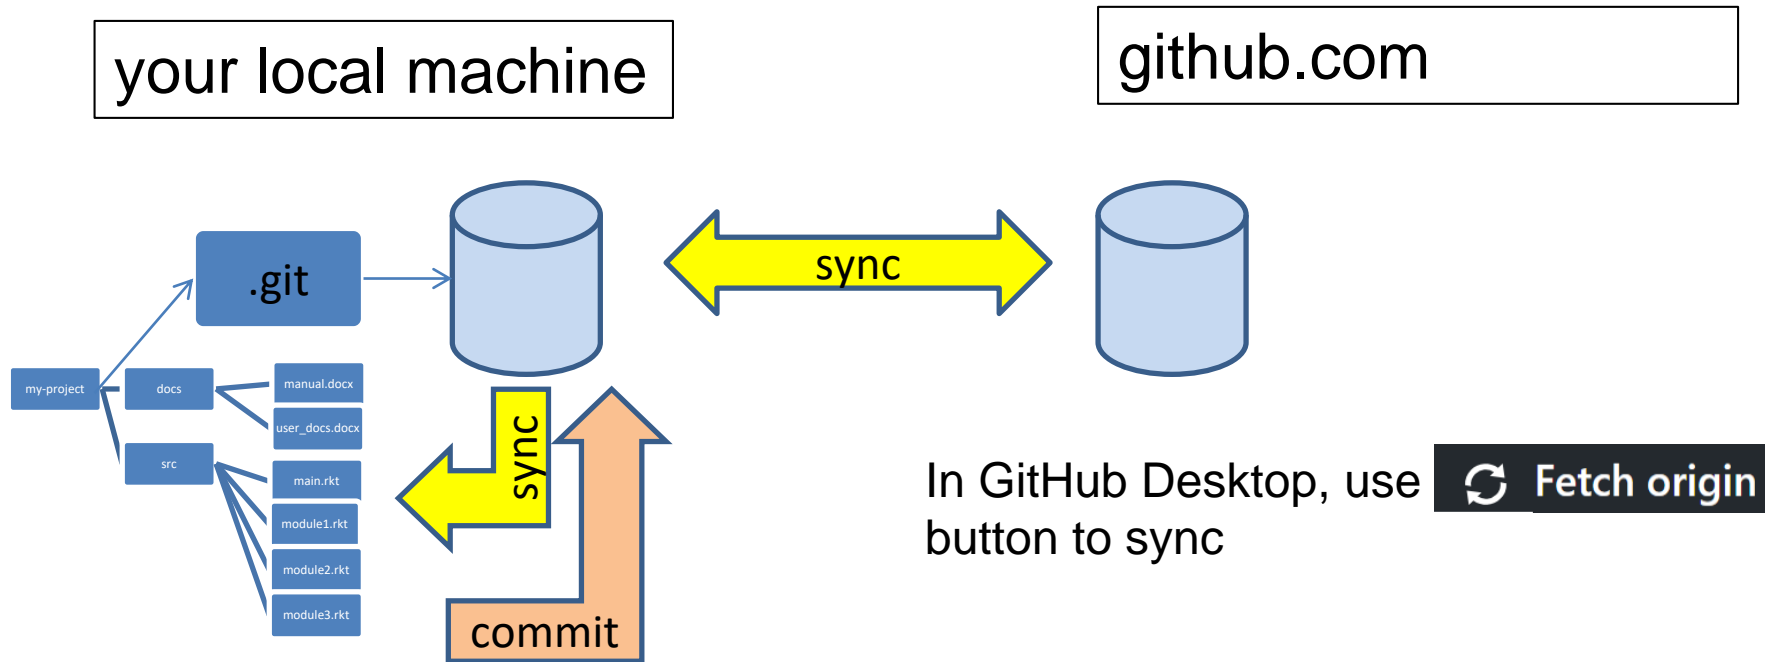 your local machine
github.com
.git
sync
my-project
docs
manual.docx
user_docs.docx
src
main.rkt
module1.rkt
module2.rkt
module3.rkt
sync
commit
In GitHub Desktop, use Fetch origin
button to sync